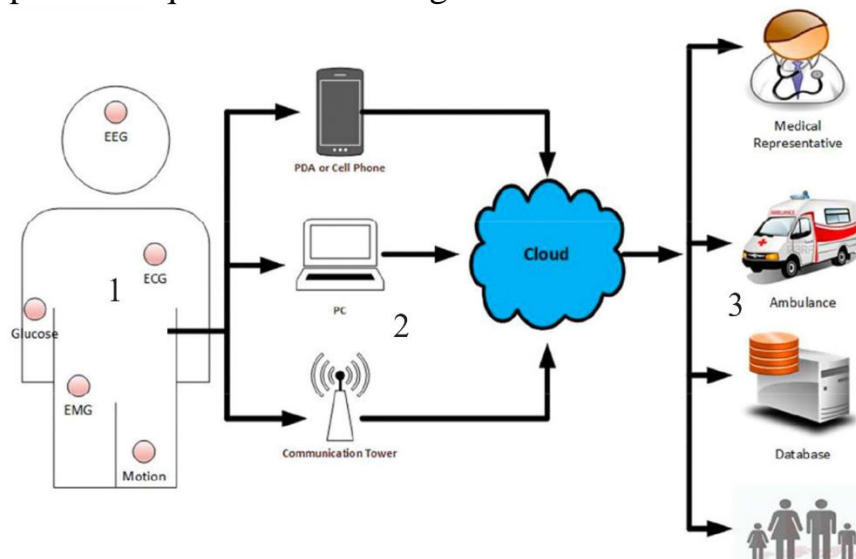 EEG
PDA or Cell Phone
Medical
Representative
ECG
1
Cloud
Glucose
PC
2
AMBULANCE
3
Ambulance
EMG
Motion
Communication Tower
Database